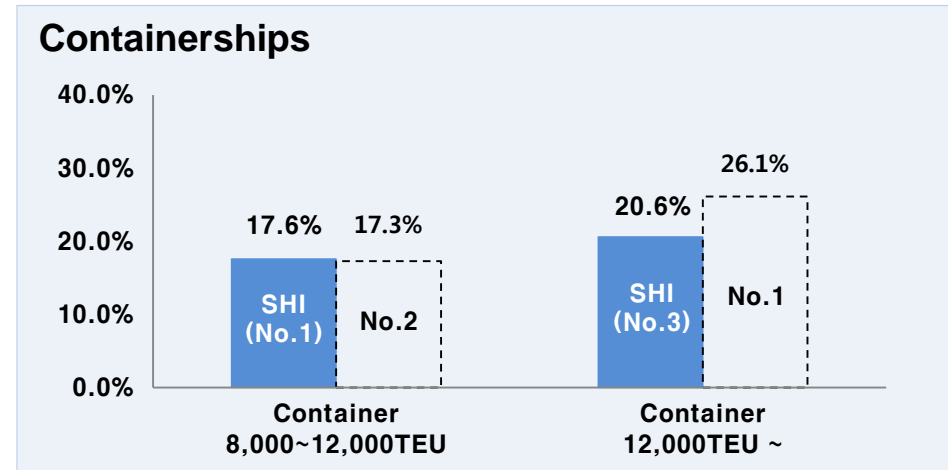 Containerships
40.0%
30.0%
20.0%
10.0%
0.0%
17.6%
17.3%
20.6%
26.1%
SHI
(No.1)
No.2
SHI
(No.3)
No.1
Container
8,000~12,000TEU
Container
12,000TEU ~